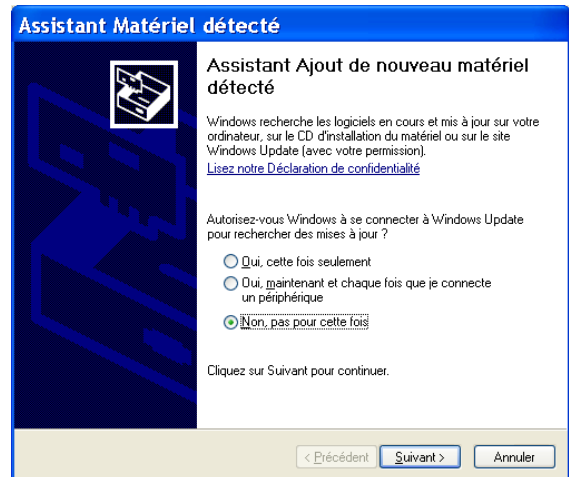 Assistant Matériel détecté
Assistant Ajout de nouveau matériel
détecté
Windows recherche les logiciels en cours et mis à jour sur votre
ordinateur, sur le CD d'installation du matériel ou sur le site
Windows Update (avec votre permission).
Lisez notre Déclaration de confidentialité
Autorisez-vous Windows à se connecter à Windows Update
pour rechercher des mises à jour ?
Oui, cette fois seulement
Oui, maintenant et chaque fois que je connecte
un périphérique
Non, pas pour cette fois
Cliquez sur Suivant pour continuer.
< Précédent Suivant > Annuler